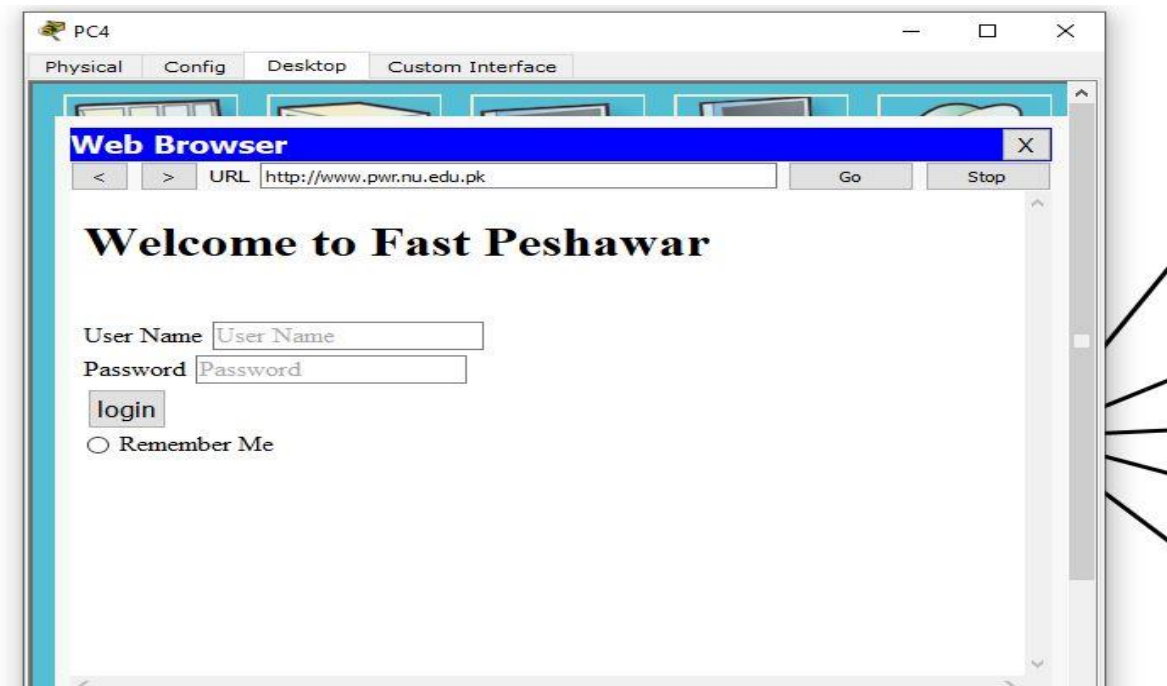 PC4
Physical Config Desktop Custom Interface
Web Browser X
< > URL http://www.pwr.nu.edu.pk Go Stop
Welcome to Fast Peshawar
User Name User Name
Password Password
login
Remember Me